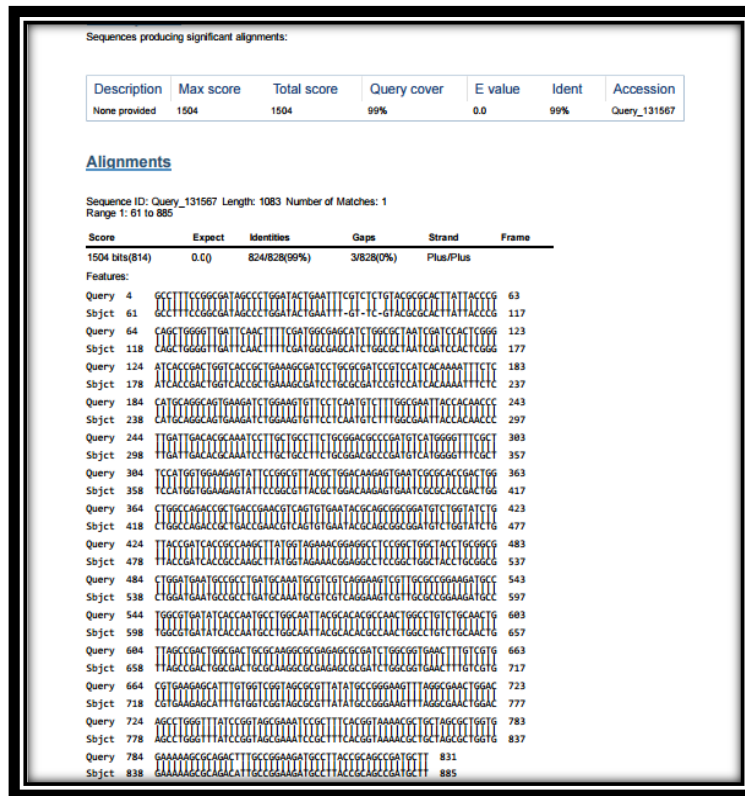 Sequences producing significant alignments:
Description Max score Total score Query cover E value Ident Accession
None provided 1504 1504 99% 0.0 99% Query_131567
Alignments
Sequence ID: Query_131567 Length: 1083 Number of Matches: 1
Range 1: 61 to 885
Score Expect Identities Gaps Strand Frame
1504 bits(814) 0.0() 824/828(99%) 3/828(0%) Plus/Plus
Features:
Query 4 GCCTTTCCGGCGATAGCCCTGGATACTGAATTTCGTCTCTGTACGCGCACTTATTACCCG 63
Sbjct 61 GCCTTTCCGGCGATAGCCCTGGATACTGAATTT-GT-TC-GTACGCGCACTTATTACCCG 117
Query 64 CAGCTGGGGTTGATTCAACTTTTCGATGGCGAGCATCTGGCGCTAATCGATCCACTCGGG 123
Sbjct 118 CAGCTGGGGTTGATTCAACTTTTCGATGGCGAGCATCTGGCGCTAATCGATCCACTCGGG 177
Query 124 ATCACCGACTGGTCACCGCTGAAAGCGATCCTGCGCGATCCGTCCATCACAAAATTTCTC 183
Sbjct 178 ATCACCGACTGGTCACCGCTGAAAGCGATCCTGCGCGATCCGTCCATCACAAAATTTCTC 237
Query 184 CATGCAGGCAGTGAAGATCTGGAAGTGTTCCTCAATGTCTTTGGCGAATTACCACAACCC 243
Sbjct 238 CATGCAGGCAGTGAAGATCTGGAAGTGTTCCTCAATGTCTTTGGCGAATTACCACAACCC 297
Query 244 TTGATTGACACGCAAATCCTTGCTGCCTTCTGCGGACGCCCGATGTCATGGGGTTTCGCT 303
Sbjct 298 TTGATTGACACGCAAATCCTTGCTGCCTTCTGCGGACGCCCGATGTCATGGGGTTTCGCT 357
Query 304 TCCATGGTGGAAGAGTATTCCGGCGTTACGCTGGACAAGAGTGAATCGCGCACCGACTGG 363
Sbjct 358 TCCATGGTGGAAGAGTATTCCGGCGTTACGCTGGACAAGAGTGAATCGCGCACCGACTGG 417
Query 364 CTGGCCAGACCGCTGACCGAACGTCAGTGTGAATACGCAGCGGCGGATGTCTGGTATCTG 423
Sbjct 418 CTGGCCAGACCGCTGACCGAACGTCAGTGTGAATACGCAGCGGCGGATGTCTGGTATCTG 477
Query 424 TTACCGATCACCGCCAAGCTTATGGTAGAAACGGAGGCCTCCGGCTGGCTACCTGCGGCG 483
Sbjct 478 TTACCGATCACCGCCAAGCTTATGGTAGAAACGGAGGCCTCCGGCTGGCTACCTGCGGCG 537
Query 484 CTGGATGAATGCCGCCTGATGCAAATGCGTCGTCAGGAAGTCGTTGCGCCGGAAGATGCC 543
Sbjct 538 CTGGATGAATGCCGCCTGATGCAAATGCGTCGTCAGGAAGTCGTTGCGCCGGAAGATGCC 597
Query 544 TGGCGTGATATCACCAATGCCTGGCAATTACGCACACGCCAACTGGCCTGTCTGCAACTG 603
Sbjct 598 TGGCGTGATATCACCAATGCCTGGCAATTACGCACACGCCAACTGGCCTGTCTGCAACTG 657
Query 604 TTAGCCGACTGGCGACTGCGCAAGGCGCGAGAGCGCGATCTGGCGGTGAACTTTGTCGTG 663
Sbjct 658 TTAGCCGACTGGCGACTGCGCAAGGCGCGAGAGCGCGATCTGGCGGTGAACTTTGTCGTG 717
Query 664 CGTGAAGAGCATTTGTGGTCGGTAGCGCGTTATATGCCGGGAAGTTTAGGCGAACTGGAC 723
Sbjct 718 CGTGAAGAGCATTTGTGGTCGGTAGCGCGTTATATGCCGGGAAGTTTAGGCGAACTGGAC 777
Query 724 AGCCTGGGTTTATCCGGTAGCGAAATCCGCTTTCACGGTAAAACGCTGCTAGCGCTGGTG 783
Sbjct 778 AGCCTGGGTTTATCCGGTAGCGAAATCCGCTTTCACGGTAAAACGCTGCTAGCGCTGGTG 837
Query 784 GAAAAAGCGCAGACTTTGCCGGAAGATGCCTTACCGCAGCCGATGCTT 831
Sbjct 838 GAAAAAGCGCAGACATTGCCGGAAGATGCCTTACCGCAGCCGATGCTT 885